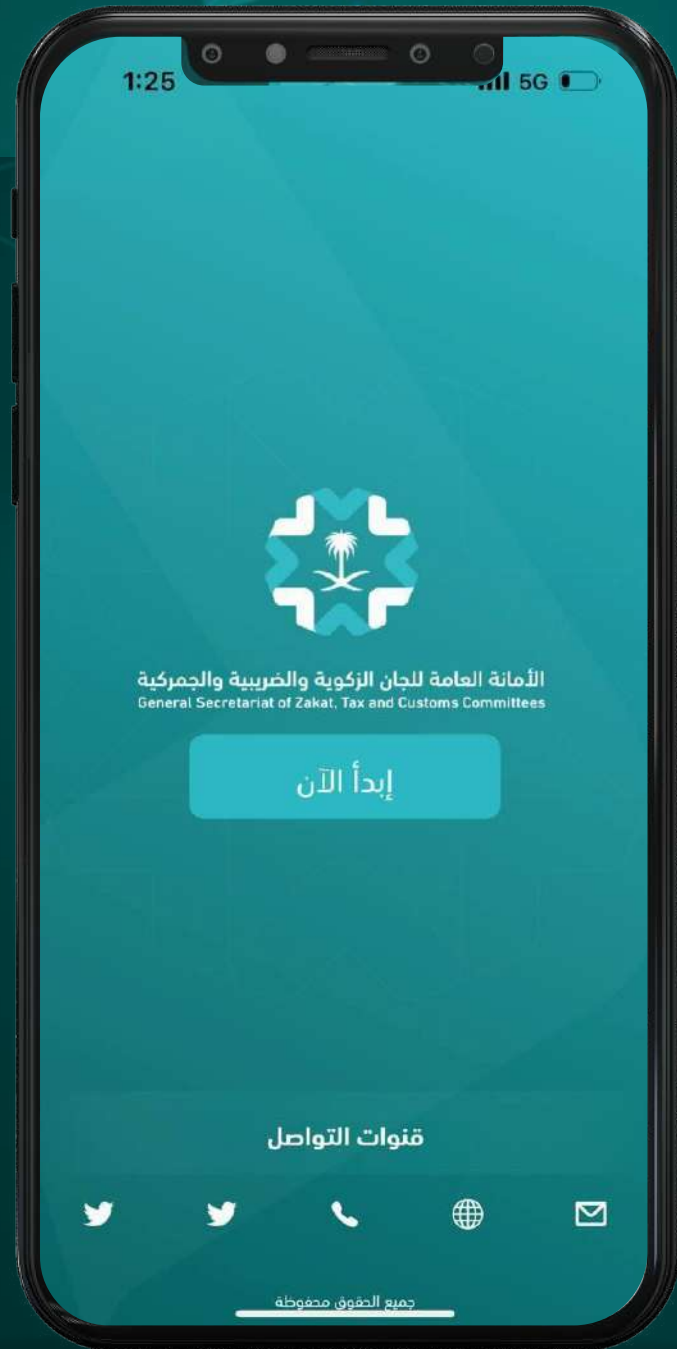 1:25 5G
الأمانة العامة للجان الزكوية والضريبية والجمركية
General Secretariat of Zakat, Tax and Customs Committees
إبدأ الآن
قنوات التواصل
جميع الحقوق محفوظة